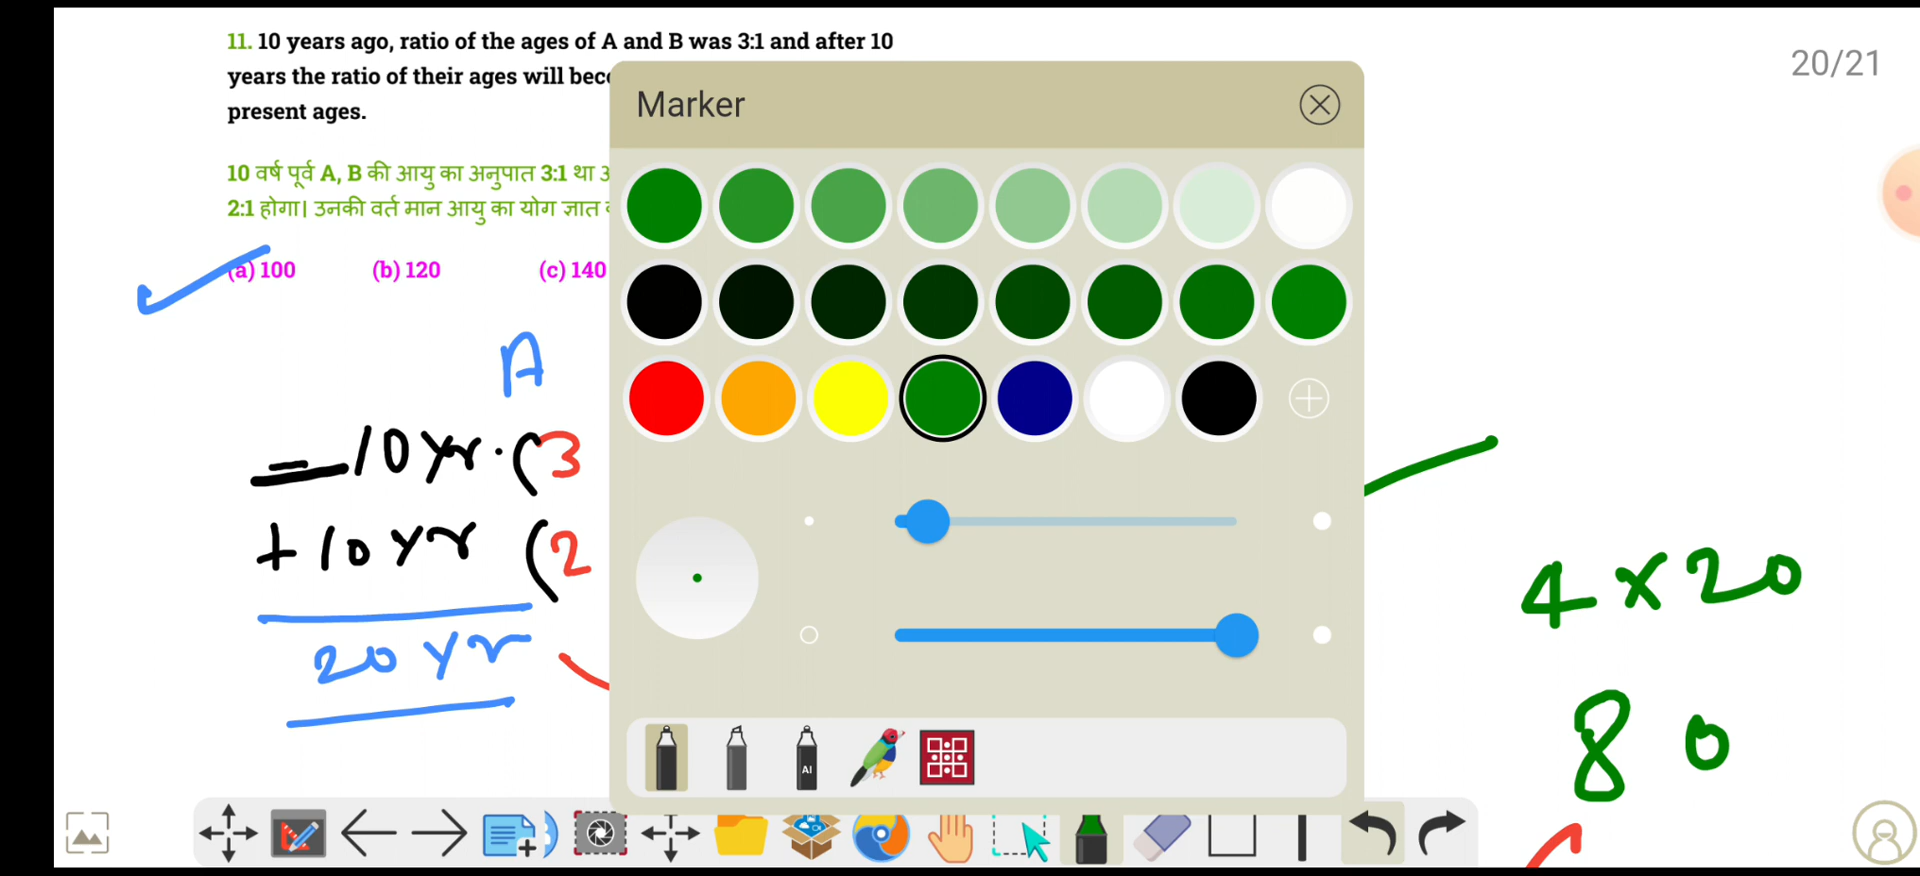 11. 10 years ago, ratio of the ages of A and B was 3:1 and after 10
years the ratio of their ages will
present ages.
20/21
Marker
10 वर्ष पूर्व A, B की आयु का अनुपात 3:1 था
2:1 होगा। उनकी वर्त मान आयु का योग ज्ञात
(a) 100 (b) 120 (c) 140
A
-10 yr. (3
+10 yr (2
20 yr
4 x 20
80
AI